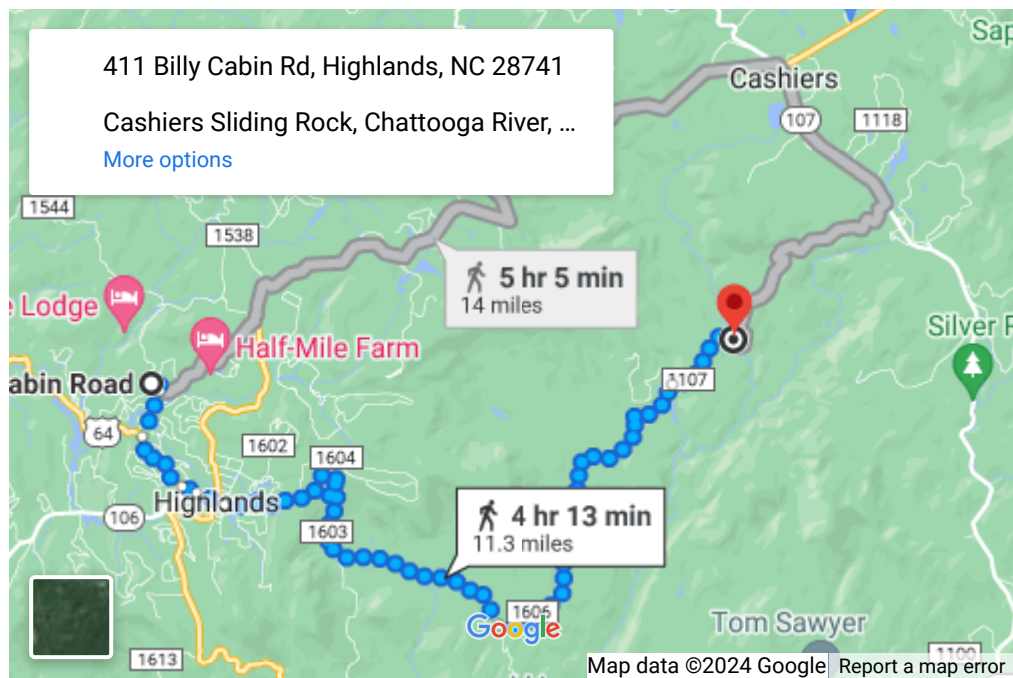 411 Billy Cabin Rd, Highlands, NC 28741
Cashiers Sliding Rock, Chattooga River, ...
More options
Sap
Cashiers
107
1118
1544
1538
5 hr 5 min
14 miles
e Lodge
Half-Mile Farm
Silver F
abin Road
107
64
1602
1604
Highlands
106
1603
4 hr 13 min
11.3 miles
1606
Google
Tom Sawyer
1613
1100
Map data ©2024 Google
Report a map error